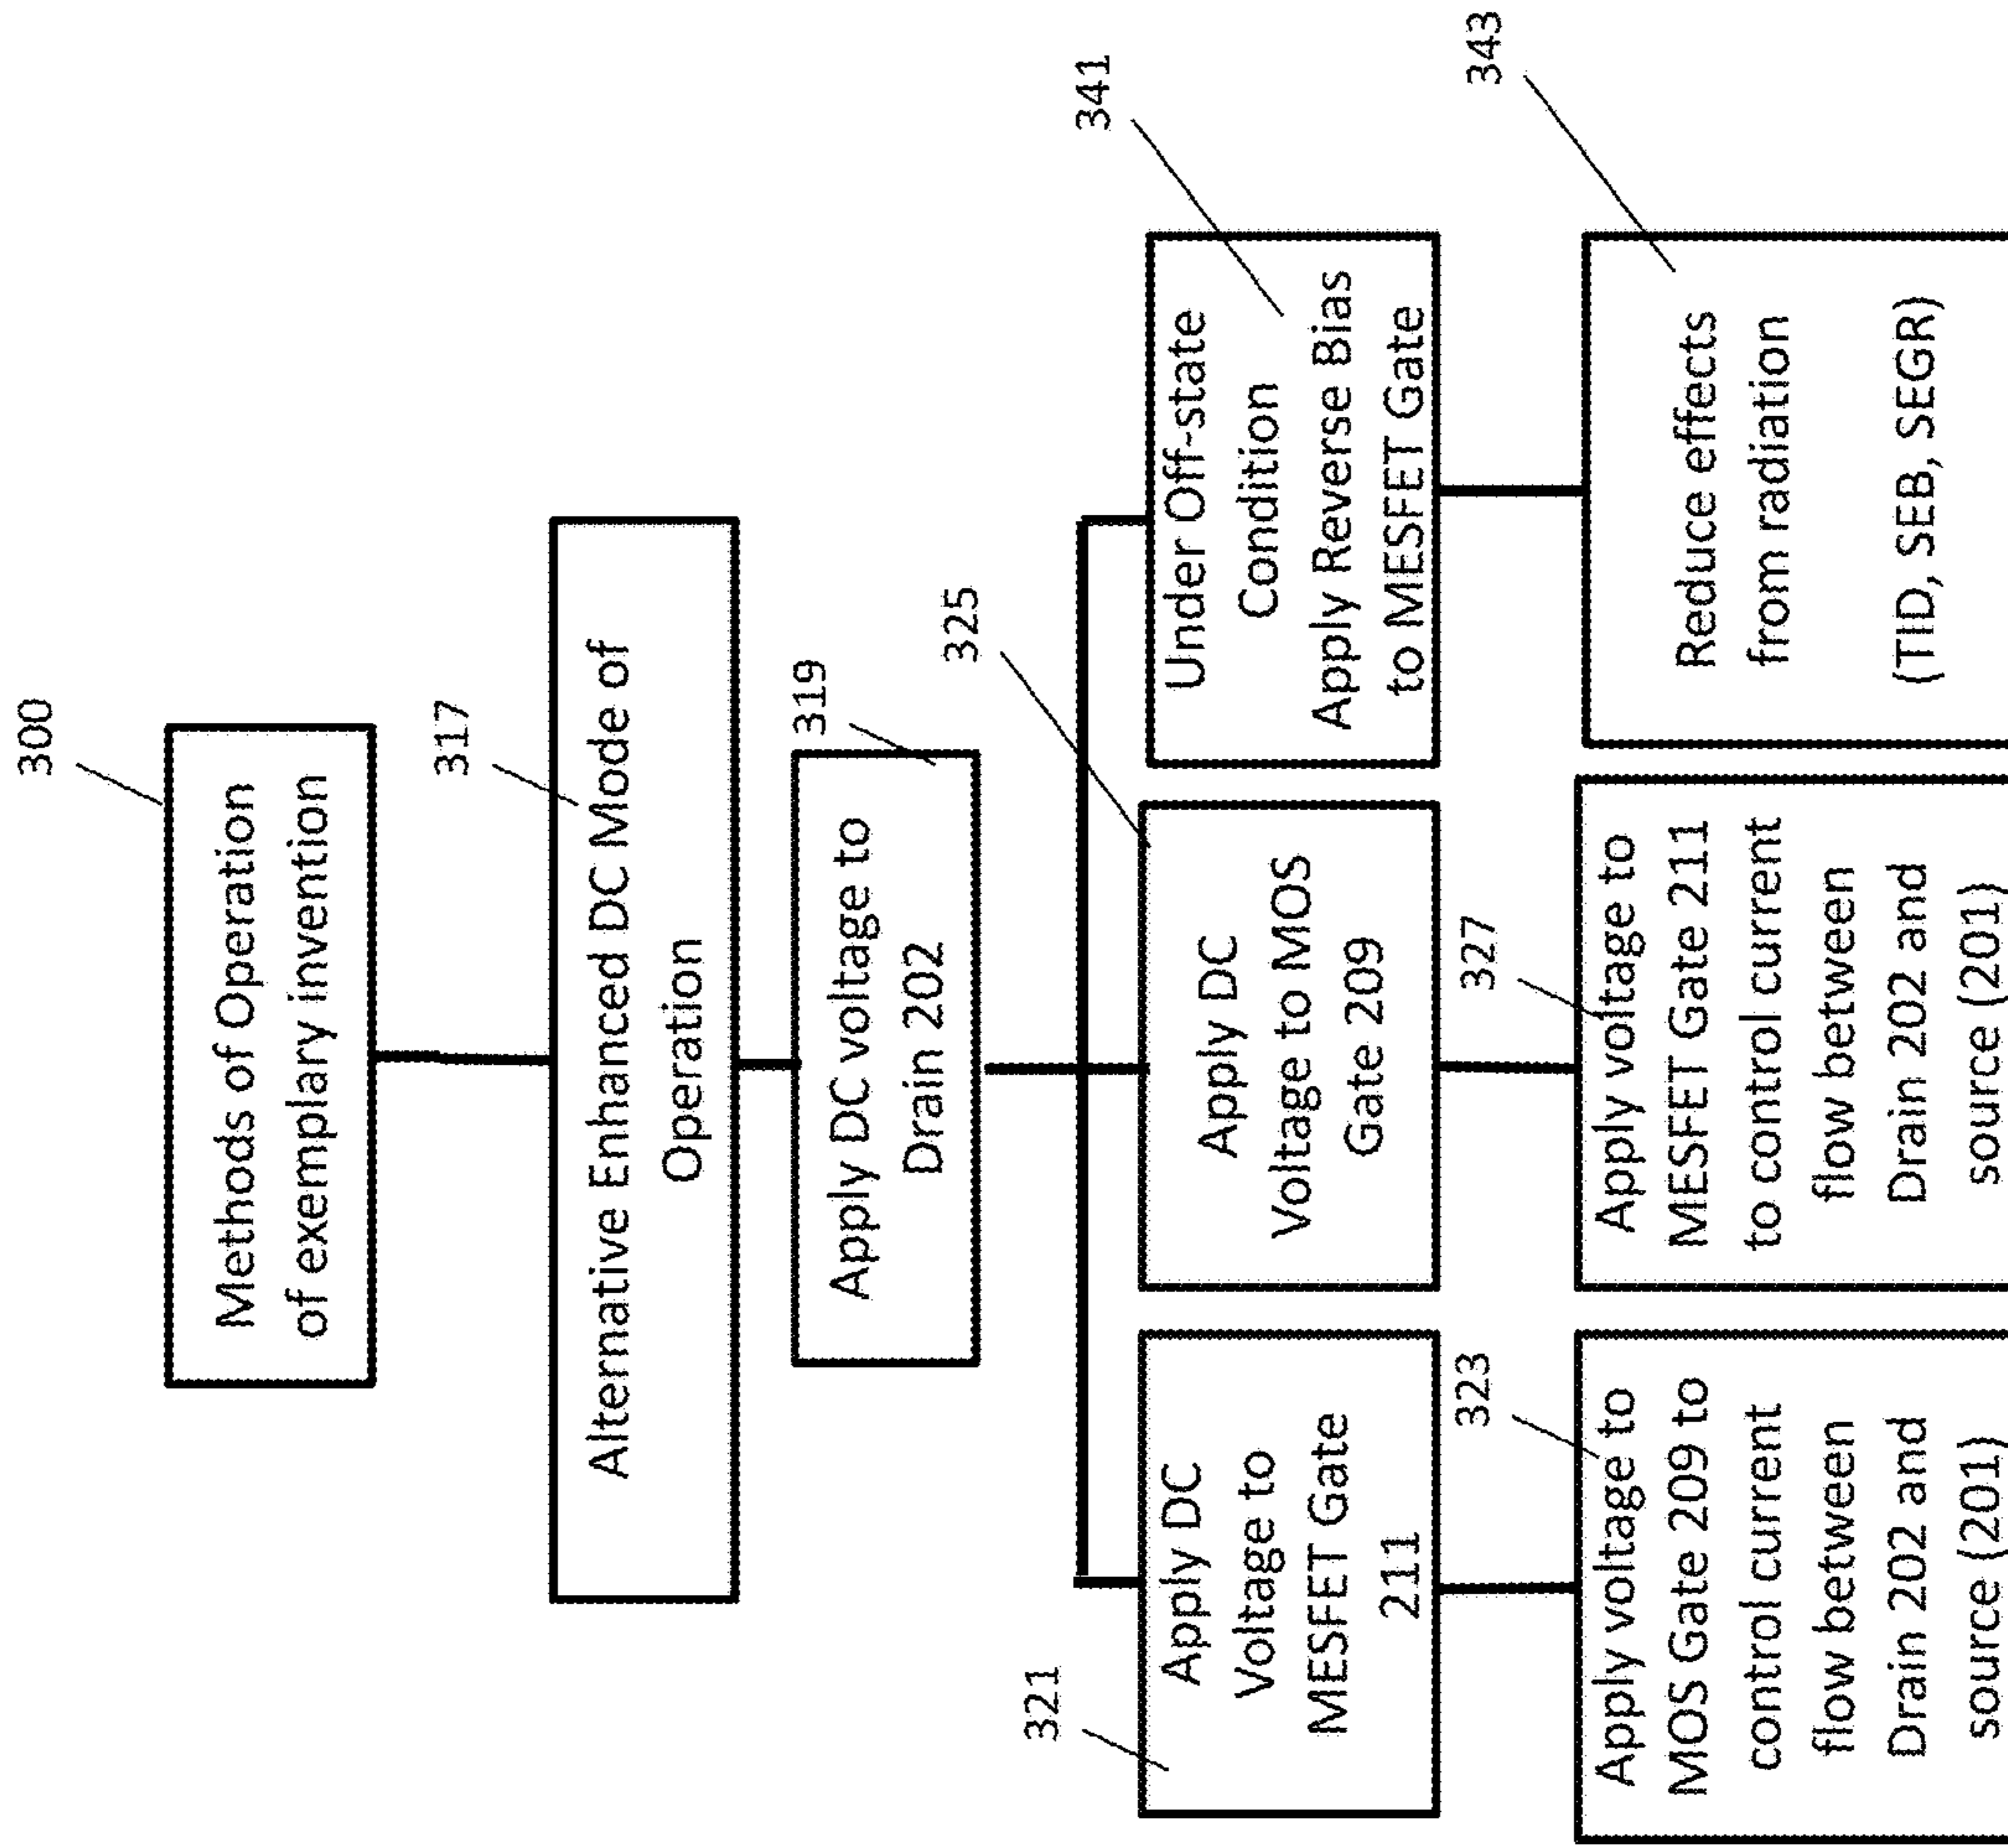 300
Methods of Operation
of exemplary invention
317
Alternative Enhanced DC Mode of
Operation
319
Apply DC voltage to
Drain 202
321
Apply DC
Voltage to
MESFET Gate
211
325
Apply DC
Voltage to MOS
Gate 209
341
Under Off-state
Condition
Apply Reverse Bias
to MESFET Gate
323
Apply voltage to
MOS Gate 209 to
control current
flow between
Drain 202 and
source (201)
327
Apply voltage to
MESFET Gate 211
to control current
flow between
Drain 202 and
source (201)
343
Reduce effects
from radiation
(TID, SEB, SEGR)